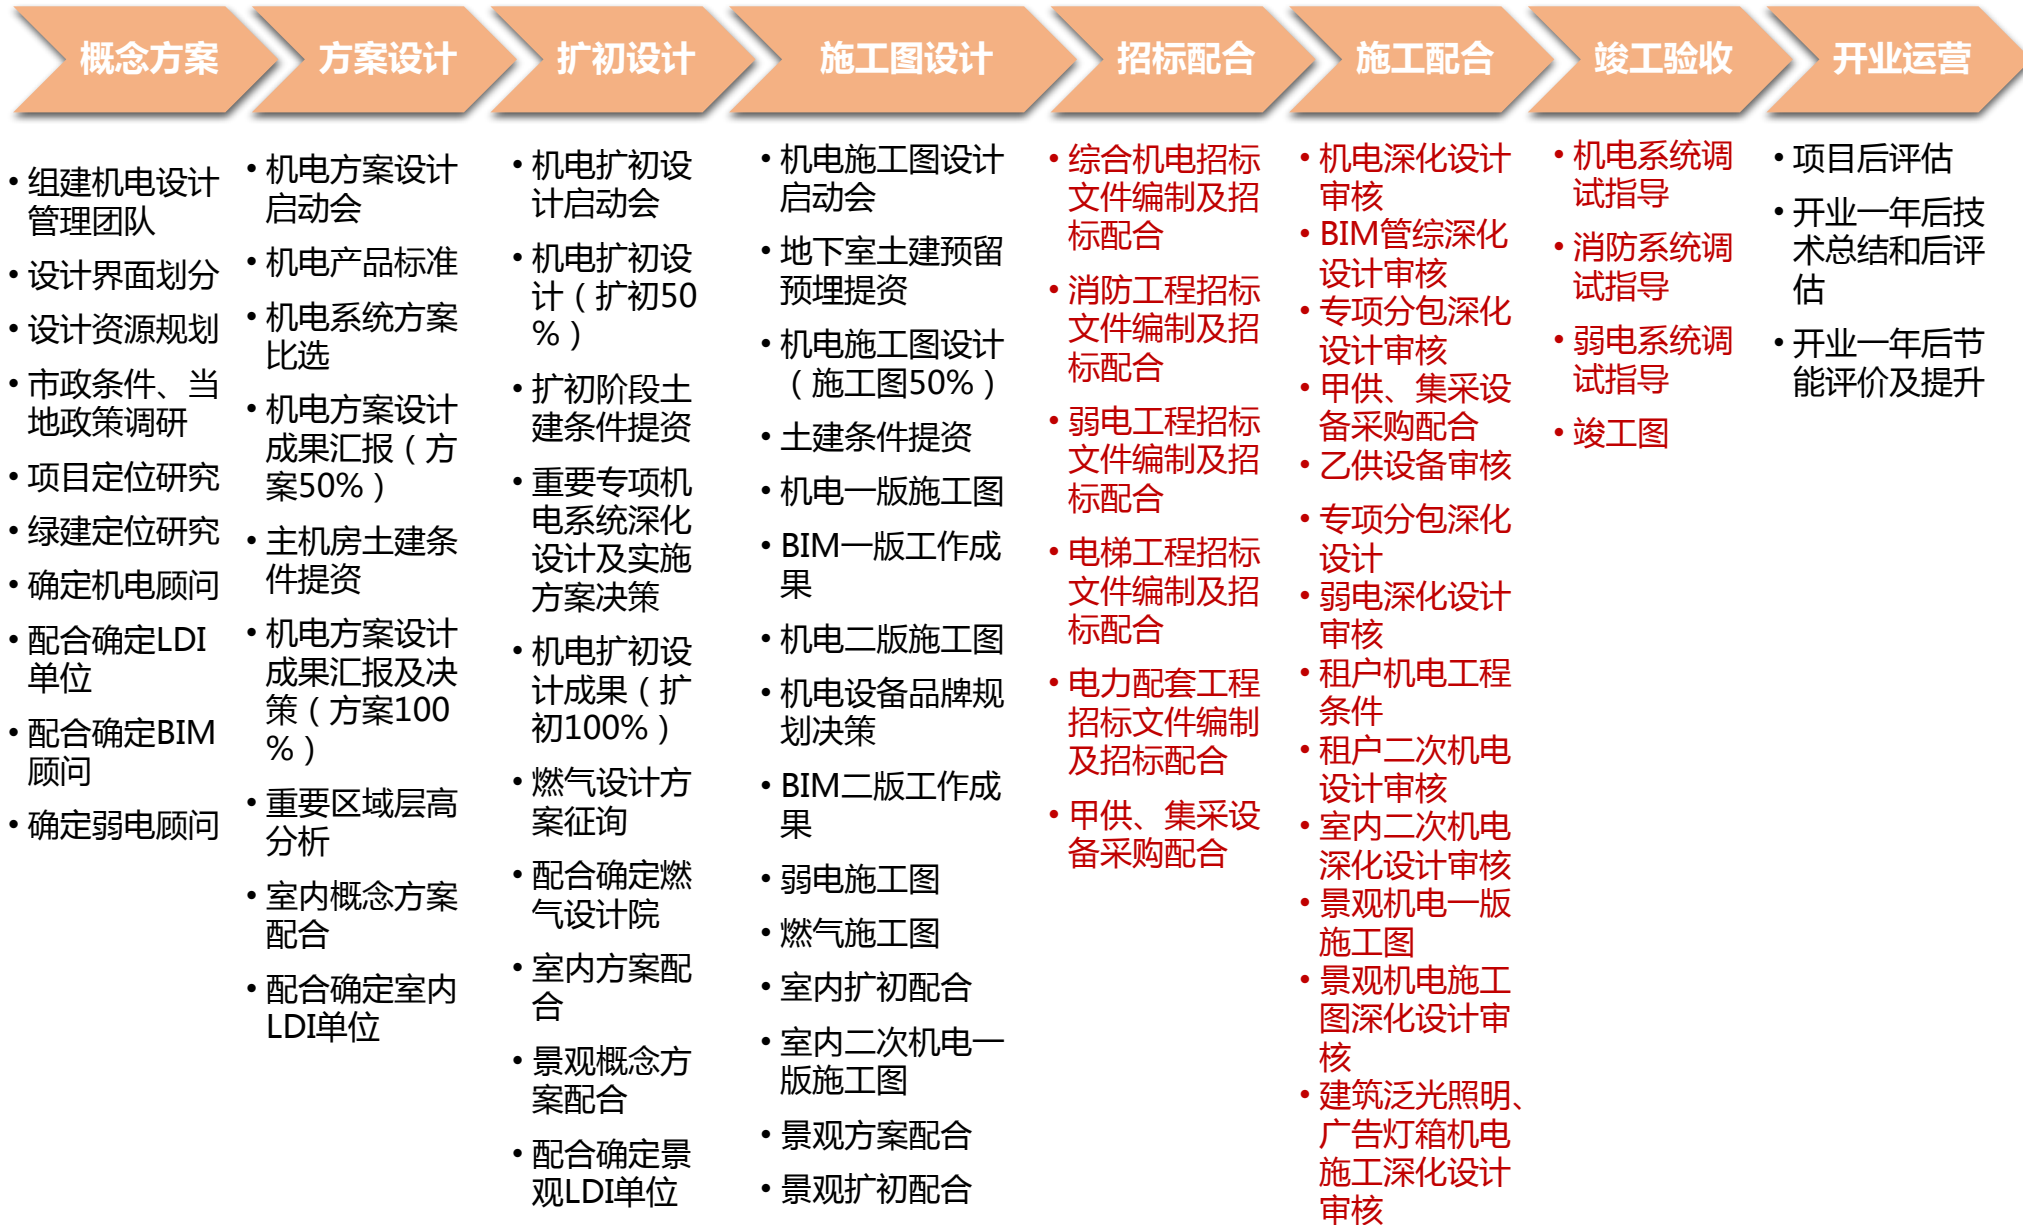 概念方案
方案设计
扩初设计
施工图设计
招标配合
施工配合
竣工验收
开业运营
• 组建机电设计
管理团队
• 设计界面划分
• 设计资源规划
• 市政条件、当
地政策调研
• 项目定位研究
• 绿建定位研究
• 确定机电顾问
• 配合确定LDI
单位
• 配合确定BIM
顾问
• 确定弱电顾问
• 机电方案设计
启动会
• 机电产品标准
• 机电系统方案
比选
• 机电方案设计
成果汇报（方
案50%）
• 主机房土建条
件提资
• 机电方案设计
成果汇报及决
策（方案100
%）
• 重要区域层高
分析
• 室内概念方案
配合
• 配合确定室内
LDI单位
• 机电扩初设
计启动会
• 机电扩初设
计（扩初50
%）
• 扩初阶段土
建条件提资
• 重要专项机
电系统深化
设计及实施
方案决策
• 机电扩初设
计成果（扩
初100%）
• 燃气设计方
案征询
• 配合确定燃
气设计院
• 室内方案配
合
• 景观概念方
案配合
• 配合确定景
观LDI单位
• 机电施工图设计
启动会
• 地下室土建预留
预埋提资
• 机电施工图设计
（施工图50%）
• 土建条件提资
• 机电一版施工图
• BIM一版工作成
果
• 机电二版施工图
• 机电设备品牌规
划决策
• BIM二版工作成
果
• 弱电施工图
• 燃气施工图
• 室内扩初配合
• 室内二次机电一
版施工图
• 景观方案配合
• 景观扩初配合
• 综合机电招标
文件编制及招
标配合
• 消防工程招标
文件编制及招
标配合
• 弱电工程招标
文件编制及招
标配合
• 电梯工程招标
文件编制及招
标配合
• 电力配套工程
招标文件编制
及招标配合
• 甲供、集采设
备采购配合
• 机电深化设计
审核
• BIM管综深化
设计审核
• 专项分包深化
设计审核
• 甲供、集采设
备采购配合
• 乙供设备审核
• 专项分包深化
设计
• 弱电深化设计
审核
• 租户机电工程
条件
• 租户二次机电
设计审核
• 室内二次机电
深化设计审核
• 景观机电一版
施工图
• 景观机电施工
图深化设计审
核
• 建筑泛光照明、
广告灯箱机电
施工深化设计
审核
• 机电系统调
试指导
• 消防系统调
试指导
• 弱电系统调
试指导
• 竣工图
• 项目后评估
• 开业一年后技
术总结和后评
估
• 开业一年后节
能评价及提升